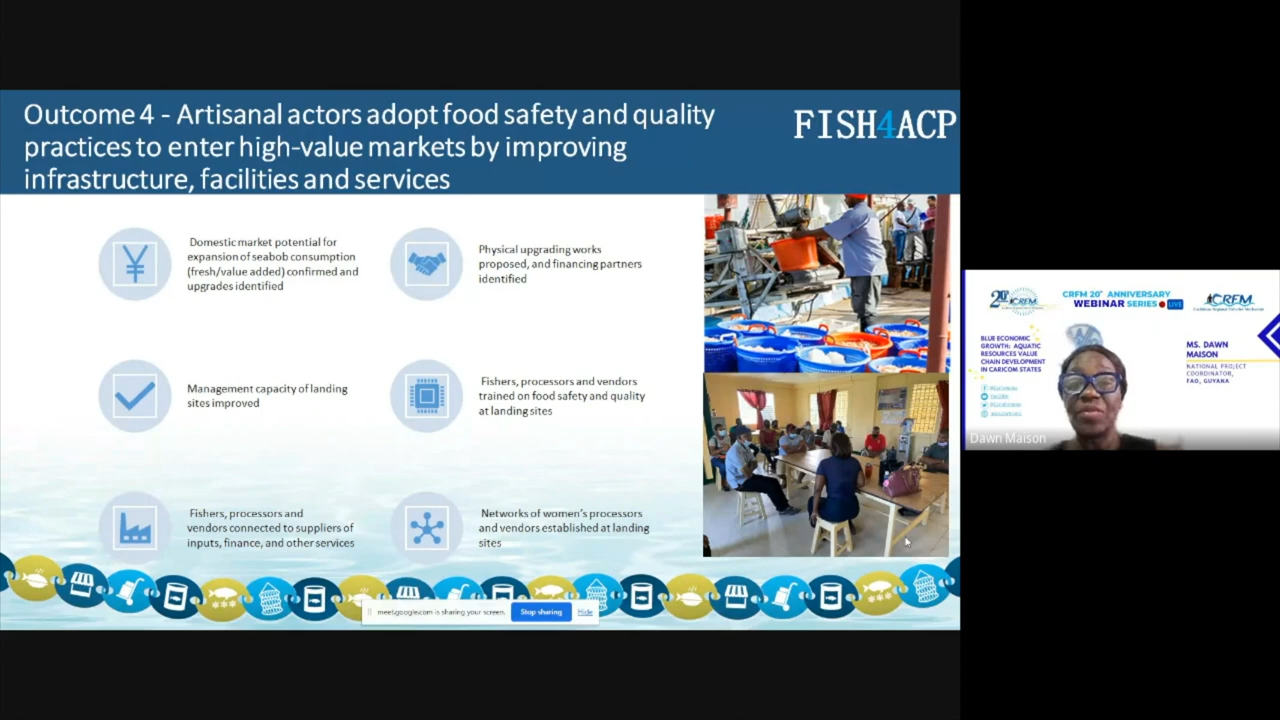 Outcome 4 - Artisanal actors adopt food safety and quality
practices to enter high-value markets by improving
infrastructure, facilities and services
FISH4ACP
Domestic market potential for
expansion of seabob consumption
(fresh/value added) confirmed and
upgrades identified
Physical upgrading works
proposed, and financing partners
identified
Management capacity of landing
sites improved
Fishers, processors and vendors
trained on food safety and quality
at landing sites
Fishers, processors and
vendors connected to suppliers of
inputs, finance, and other services
Networks of women's processors
and vendors established at landing
sites
meet.google.com is sharing your screen.
Stop sharing
Hide
CRFM 20th ANNIVERSARY
WEBINAR SERIES LIVE
CRFM
BLUE ECONOMIC
GROWTH: AQUATIC
RESOURCES VALUE
CHAIN DEVELOPMENT
IN CARICOM STATES
MS. DAWN
MAISON
NATIONAL PROJECT
COORDINATOR,
FAO, GUYANA
Dawn Maison